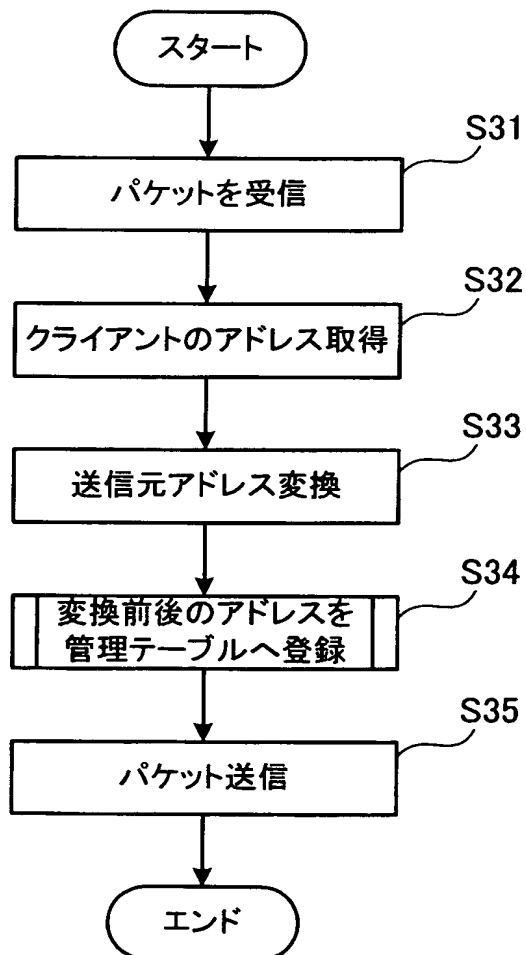 スタート
S31
パケットを受信
S32
クライアントのアドレス取得
S33
送信元アドレス変換
S34
変換前後のアドレスを
管理テーブルへ登録
S35
パケット送信
エンド